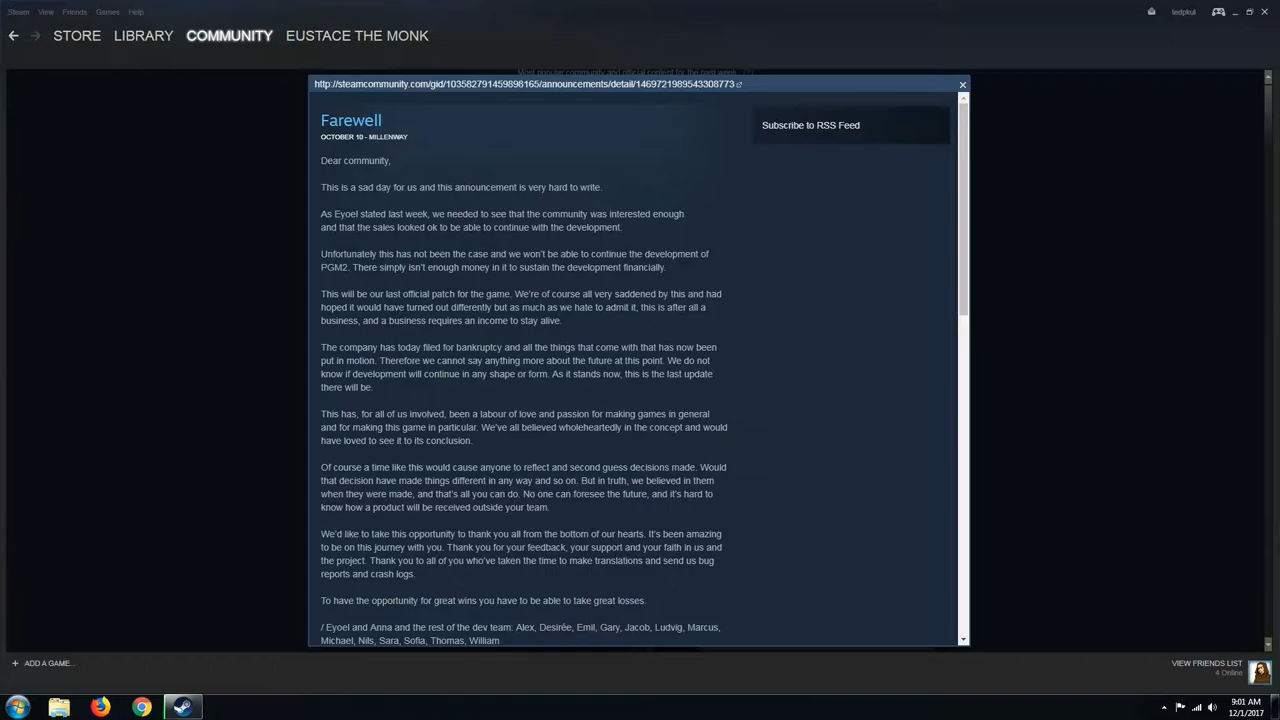 Steam View Friends Games Help
tedpkul
STORE LIBRARY COMMUNITY EUSTACE THE MONK
Most popular community and official content for the past week. (?)
http://steamcommunity.com/gid/103582791459898165/announcements/detail/1469721989543308773
Farewell
OCTOBER 10 - MILLENWAY
Subscribe to RSS Feed
Dear community,
This is a sad day for us and this announcement is very hard to write.
As Eyoel stated last week, we needed to see that the community was interested enough
and that the sales looked ok to be able to continue with the development.
Unfortunately this has not been the case and we won't be able to continue the development of
PGM2. There simply isn't enough money in it to sustain the development financially.
This will be our last official patch for the game. We're of course all very saddened by this and had
hoped it would have turned out differently but as much as we hate to admit it, this is after all a
business, and a business requires an income to stay alive.
The company has today filed for bankruptcy and all the things that come with that has now been
put in motion. Therefore we cannot say anything more about the future at this point. We do not
know if development will continue in any shape or form. As it stands now, this is the last update
there will be.
This has, for all of us involved, been a labour of love and passion for making games in general
and for making this game in particular. We've all believed wholeheartedly in the concept and would
have loved to see it to its conclusion.
Of course a time like this would cause anyone to reflect and second guess decisions made. Would
that decision have made things different in any way and so on. But in truth, we believed in them
when they were made, and that's all you can do. No one can foresee the future, and it's hard to
know how a product will be received outside your team.
We'd like to take this opportunity to thank you all from the bottom of our hearts. It's been amazing
to be on this journey with you. Thank you for your feedback, your support and your faith in us and
the project. Thank you to all of you who've taken the time to make translations and send us bug
reports and crash logs.
To have the opportunity for great wins you have to be able to take great losses.
/ Eyoel and Anna and the rest of the dev team: Alex, Desirée, Emil, Gary, Jacob, Ludvig, Marcus,
Michael, Nils, Sara, Sofia, Thomas, William
+ ADD A GAME...
VIEW FRIENDS LIST
4 Online
9:01 AM
12/1/2017